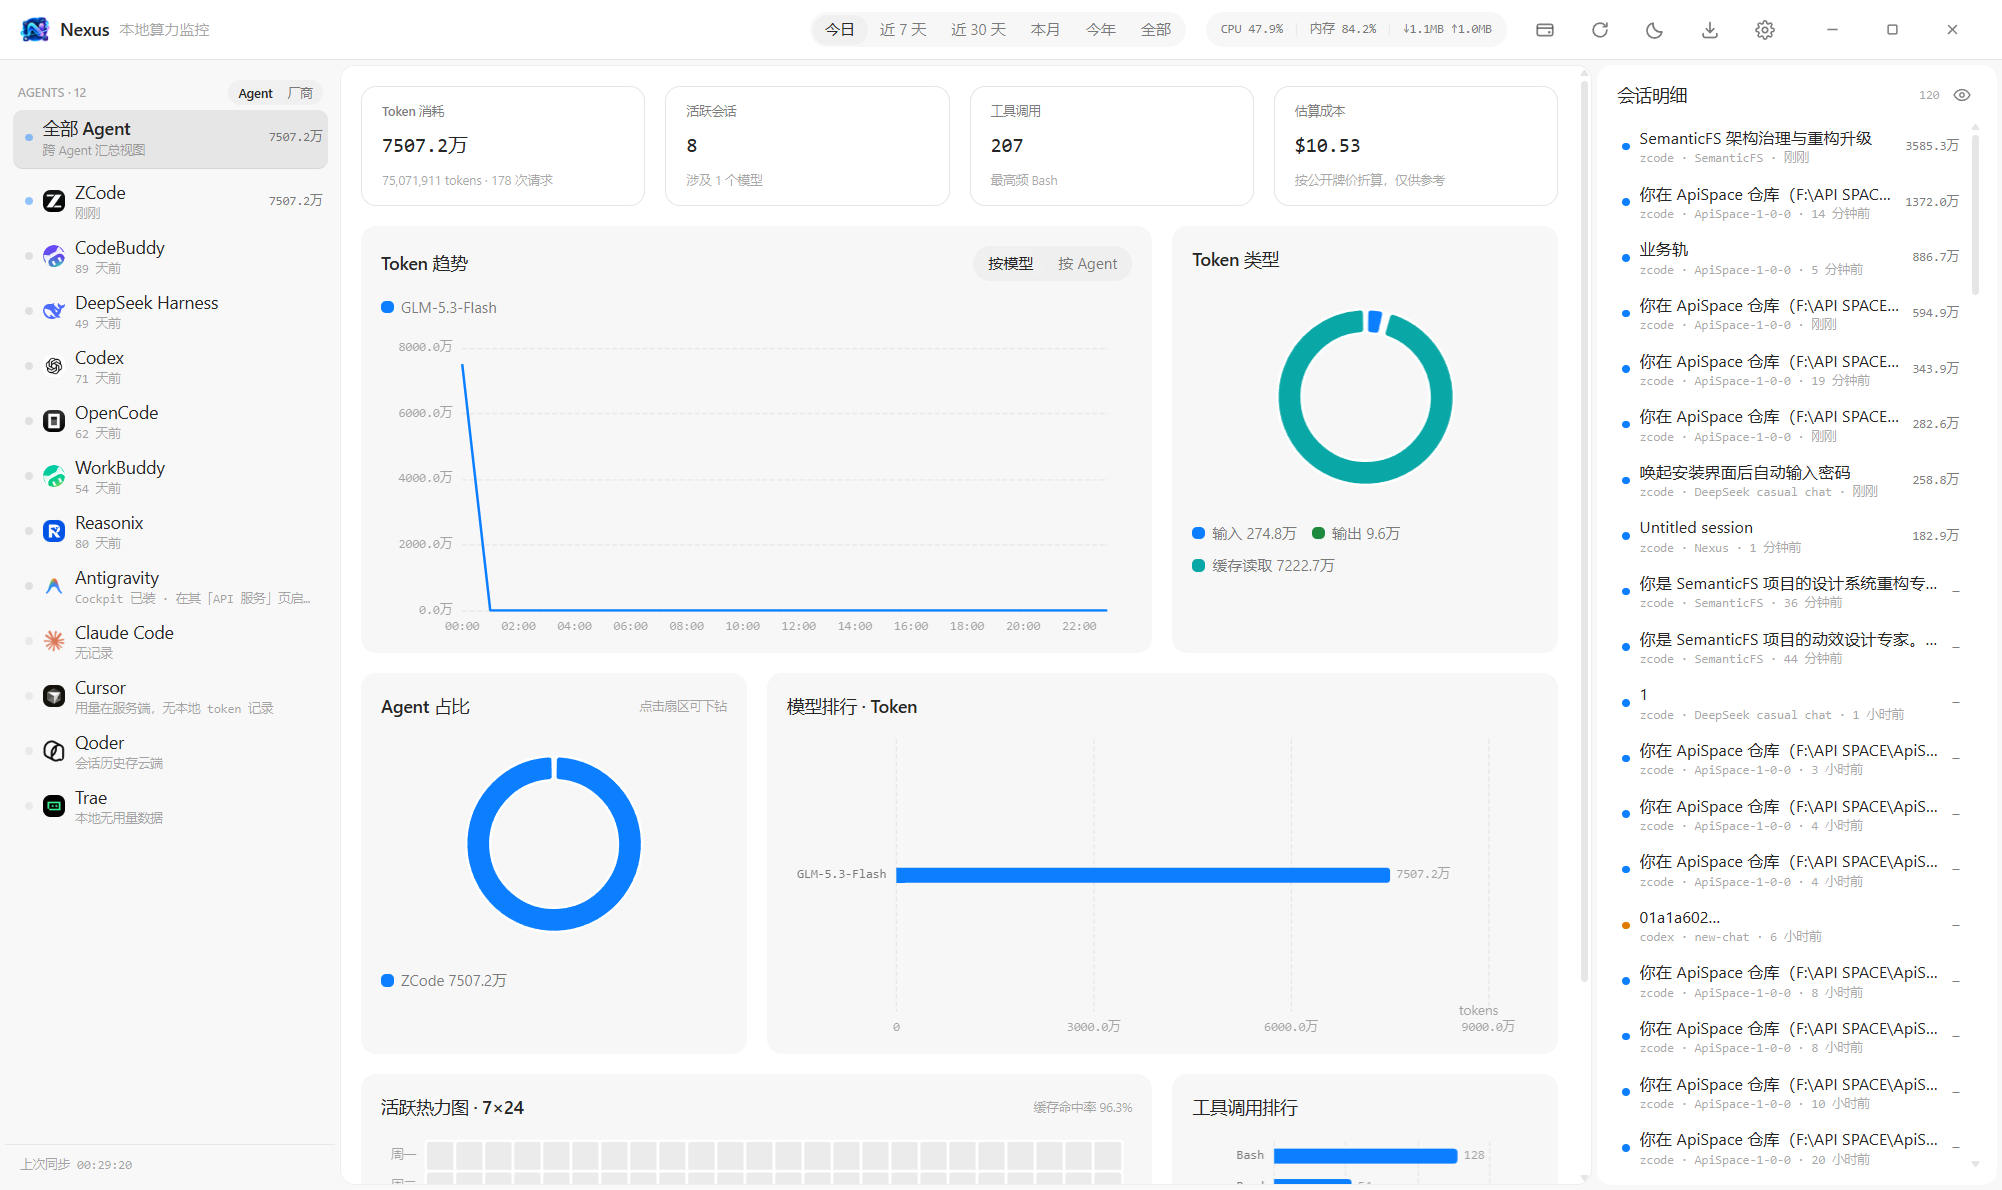 Nexus 本地算力监控
今日 近 7 天 近 30 天 本月 今年 全部
CPU 47.9% 内存 84.2% ↓1.1MB ↑1.0MB
AGENTS · 12
Agent 厂商
全部 Agent
跨 Agent 汇总视图
7507.2万
ZCode
刚刚
7507.2万
CodeBuddy
89 天前
DeepSeek Harness
49 天前
Codex
71 天前
OpenCode
62 天前
WorkBuddy
54 天前
Reasonix
80 天前
Antigravity
Cockpit 已装 · 在其「API 服务」页启…
Claude Code
无记录
Cursor
用量在服务端，无本地 token 记录
Qoder
会话历史存云端
Trae
本地无用量数据
上次同步 00:29:20
Token 消耗
7507.2万
75,071,911 tokens · 178 次请求
活跃会话
8
涉及 1 个模型
工具调用
207
最高频 Bash
估算成本
$10.53
按公开牌价折算，仅供参考
Token 趋势
按模型 按 Agent
GLM-5.3-Flash
8000.0万
6000.0万
4000.0万
2000.0万
0.0万
00:00 02:00 04:00 06:00 08:00 10:00 12:00 14:00 16:00 18:00 20:00 22:00
Token 类型
输入 274.8万 输出 9.6万
缓存读取 7222.7万
Agent 占比
点击扇区可下钻
ZCode 7507.2万
模型排行 · Token
GLM-5.3-Flash 7507.2万
tokens
0 3000.0万 6000.0万 9000.0万
活跃热力图 · 7×24
缓存命中率 96.3%
周一
工具调用排行
Bash 128
会话明细
120
SemanticFS 架构治理与重构升级
zcode · SemanticFS · 刚刚
3585.3万
你在 ApiSpace 仓库（F:\API SPAC...
zcode · ApiSpace-1-0-0 · 14 分钟前
1372.0万
业务轨
zcode · ApiSpace-1-0-0 · 5 分钟前
886.7万
你在 ApiSpace 仓库（F:\API SPACE...
zcode · ApiSpace-1-0-0 · 刚刚
594.9万
你在 ApiSpace 仓库（F:\API SPACE...
zcode · ApiSpace-1-0-0 · 19 分钟前
343.9万
你在 ApiSpace 仓库（F:\API SPACE...
zcode · ApiSpace-1-0-0 · 刚刚
282.6万
唤起安装界面后自动输入密码
zcode · DeepSeek casual chat · 刚刚
258.8万
Untitled session
zcode · Nexus · 1 分钟前
182.9万
你是 SemanticFS 项目的设计系统重构专...
zcode · SemanticFS · 36 分钟前
–
你是 SemanticFS 项目的动效设计专家。...
zcode · SemanticFS · 44 分钟前
–
1
zcode · DeepSeek casual chat · 1 小时前
–
你在 ApiSpace 仓库（F:\API SPACE\ApiS...
zcode · ApiSpace-1-0-0 · 3 小时前
–
你在 ApiSpace 仓库（F:\API SPACE\ApiS...
zcode · ApiSpace-1-0-0 · 4 小时前
–
你在 ApiSpace 仓库（F:\API SPACE\ApiS...
zcode · ApiSpace-1-0-0 · 4 小时前
–
01a1a602...
codex · new-chat · 6 小时前
–
你在 ApiSpace 仓库（F:\API SPACE\ApiS...
zcode · ApiSpace-1-0-0 · 8 小时前
–
你在 ApiSpace 仓库（F:\API SPACE\ApiS...
zcode · ApiSpace-1-0-0 · 8 小时前
–
你在 ApiSpace 仓库（F:\API SPACE\ApiS...
zcode · ApiSpace-1-0-0 · 10 小时前
–
你在 ApiSpace 仓库（F:\API SPACE\ApiS...
zcode · ApiSpace-1-0-0 · 20 小时前
–